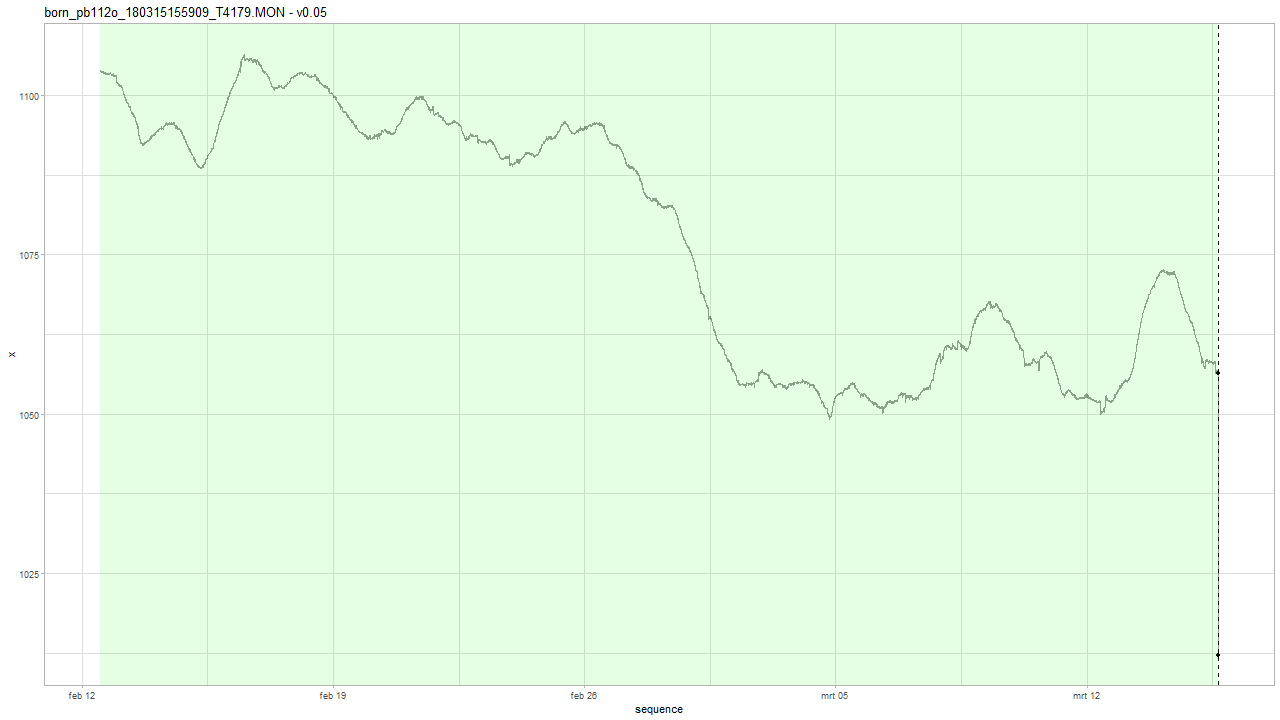 born_pb112o_180315155909_T4179.MON - v0.05
1100
1075
x
1050
1025
feb 12 feb 19 feb 26 mrt 05 mrt 12
sequence